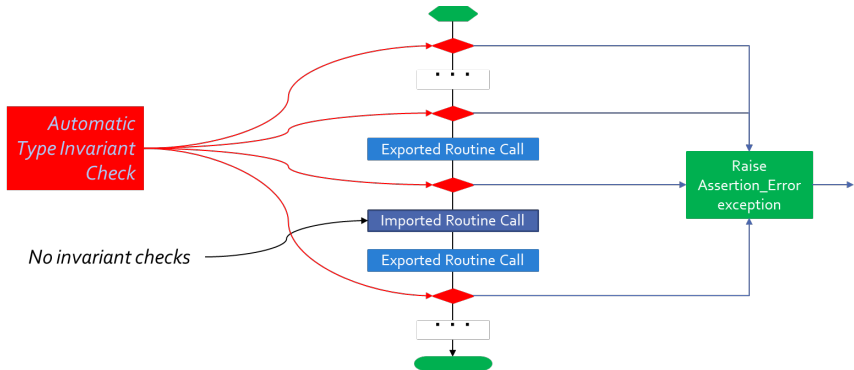 . . .
Automatic
Type Invariant
Check
Exported Routine Call
Raise
Assertion_Error
exception
Imported Routine Call
No invariant checks
Exported Routine Call
. . .